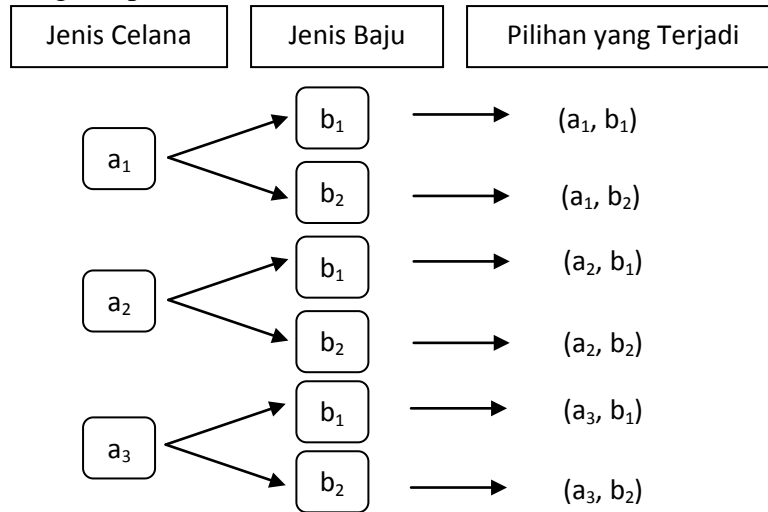 Jenis Celana Jenis Baju Pilihan yang Terjadi
b₁ (a₁, b₁)
a₁
b₂ (a₁, b₂)
b₁ (a₂, b₁)
a₂
b₂ (a₂, b₂)
b₁ (a₃, b₁)
a₃
b₂ (a₃, b₂)